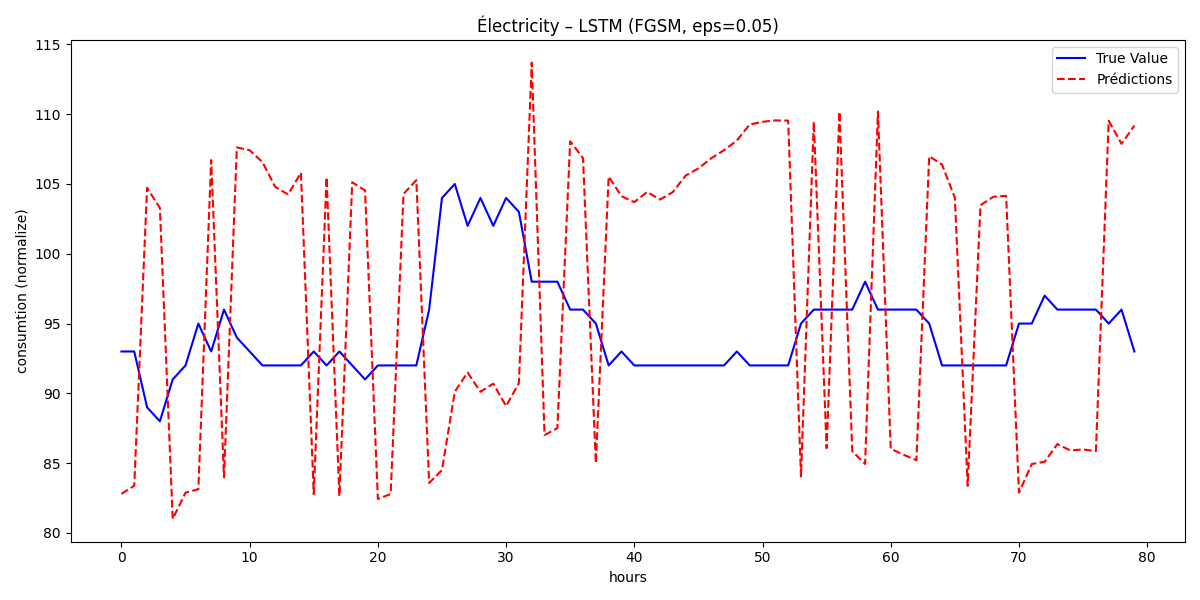 Électricity – LSTM (FGSM, eps=0.05)
True Value
Prédictions
consumtion (normalize)
115
110
105
100
95
90
85
80
0 10 20 30 40 50 60 70 80
hours